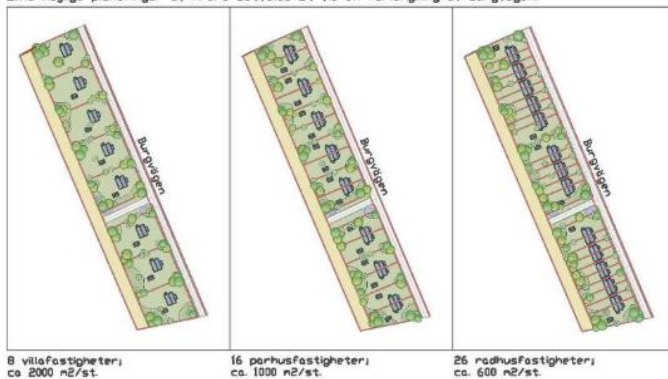 Burgvägen
Burgvägen
Burgvägen
8 villafastigheter;
ca 2000 m2/st.
16 parhusfastigheter;
ca. 1000 m2/st.
26 radhusfastigheter;
ca. 600 m2/st.